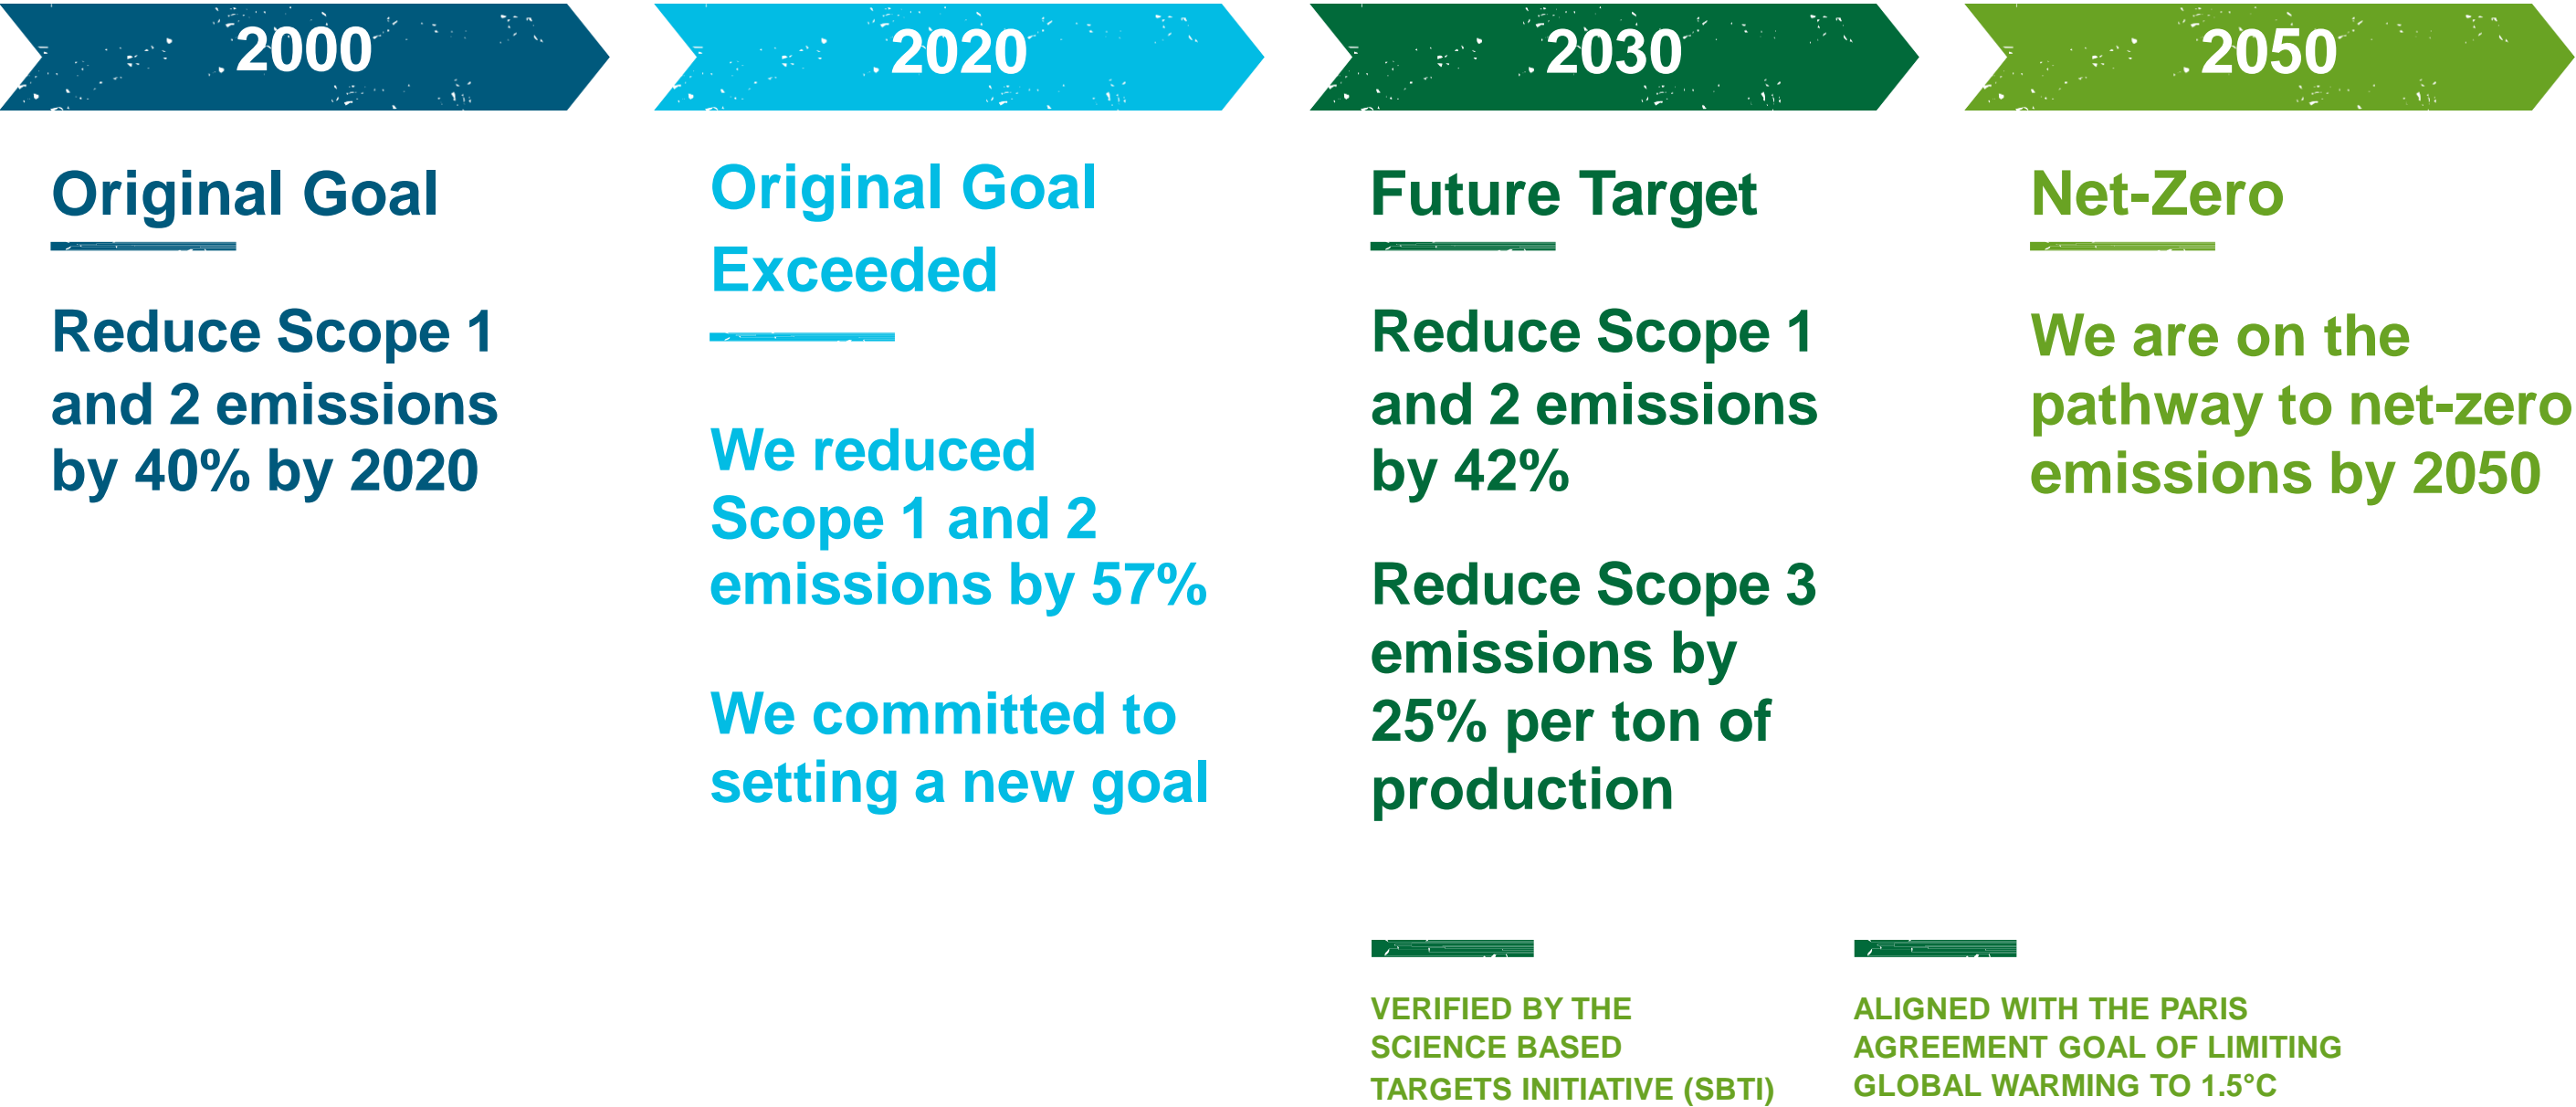 2000
Original Goal
Reduce Scope 1
and 2 emissions
by 40% by 2020
2020
Original Goal
Exceeded
We reduced
Scope 1 and 2
emissions by 57%
We committed to
setting a new goal
2030
Future Target
Reduce Scope 1
and 2 emissions
by 42%
Reduce Scope 3
emissions by
25% per ton of
production
2050
Net-Zero
We are on the
pathway to net-zero
emissions by 2050
VERIFIED BY THE
SCIENCE BASED
TARGETS INITIATIVE (SBTI)
ALIGNED WITH THE PARIS
AGREEMENT GOAL OF LIMITING
GLOBAL WARMING TO 1.5°C